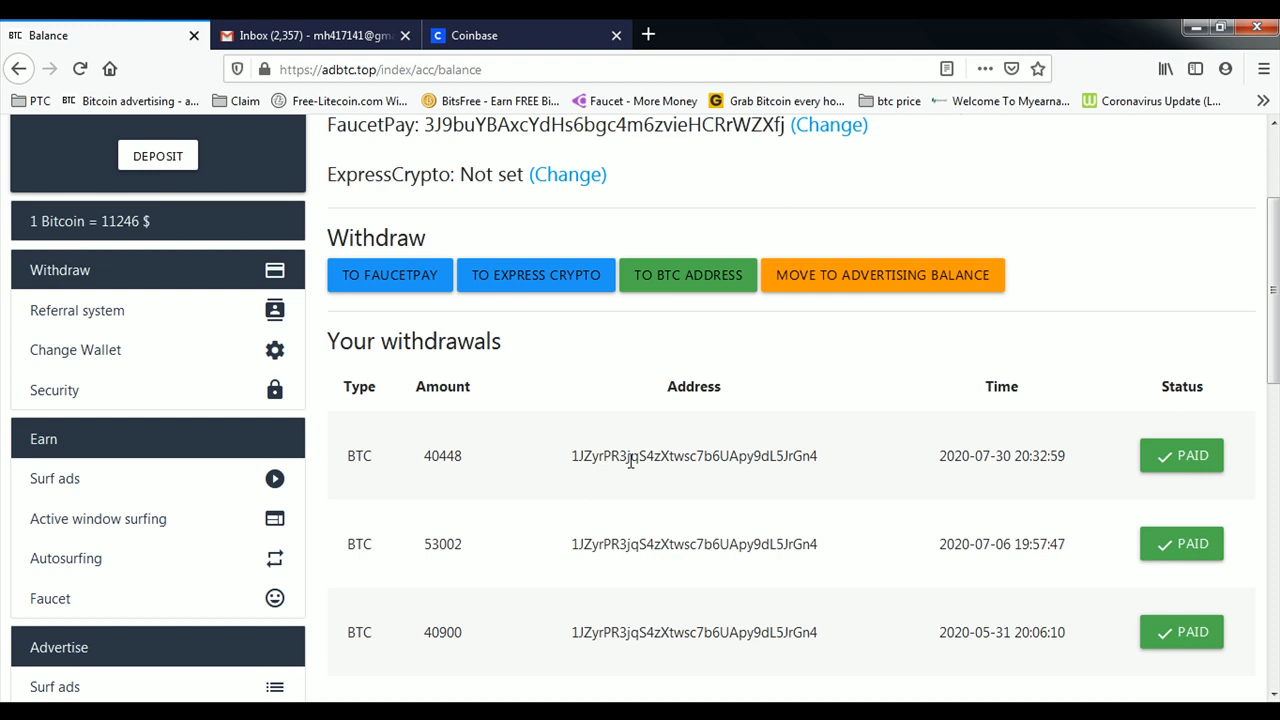 BTC Balance
Inbox (2,357) - mh417141@gma
Coinbase
https://adbtc.top/index/acc/balance
PTC
BTC Bitcoin advertising - a...
Claim
Free-Litecoin.com Wi...
BitsFree - Earn FREE Bi...
Faucet - More Money
G Grab Bitcoin every ho...
btc price
Welcome To Myearna...
Coronavirus Update (L...
DEPOSIT
1 Bitcoin = 11246 $
Withdraw
Referral system
Change Wallet
Security
Earn
Surf ads
Active window surfing
Autosurfing
Faucet
Advertise
Surf ads
FaucetPay: 3J9buYBAxcYdHs6bgc4m6zvieHCRrWZXfj (Change)
ExpressCrypto: Not set (Change)
Withdraw
TO FAUCETPAY TO EXPRESS CRYPTO TO BTC ADDRESS MOVE TO ADVERTISING BALANCE
Your withdrawals
Type Amount Address Time Status
BTC 40448 1JZyrPR3jqS4zXtwsc7b6UApy9dL5JrGn4 2020-07-30 20:32:59 PAID
BTC 53002 1JZyrPR3jqS4zXtwsc7b6UApy9dL5JrGn4 2020-07-06 19:57:47 PAID
BTC 40900 1JZyrPR3jqS4zXtwsc7b6UApy9dL5JrGn4 2020-05-31 20:06:10 PAID